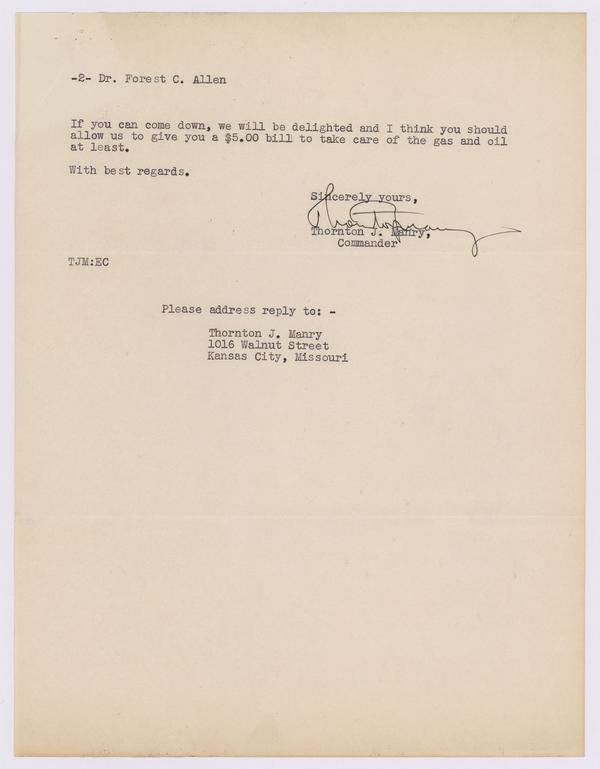 -2- Dr. Forest C. Allen
If you can come down, we will be delighted and I think you should
allow us to give you a $5.00 bill to take care of the gas and oil
at least.
With best regards.
Sincerely yours,
Thornton J. Manry
Thornton J. Manry,
Commander
TJM:EC
Please address reply to: -
Thornton J. Manry
1016 Walnut Street
Kansas City, Missouri